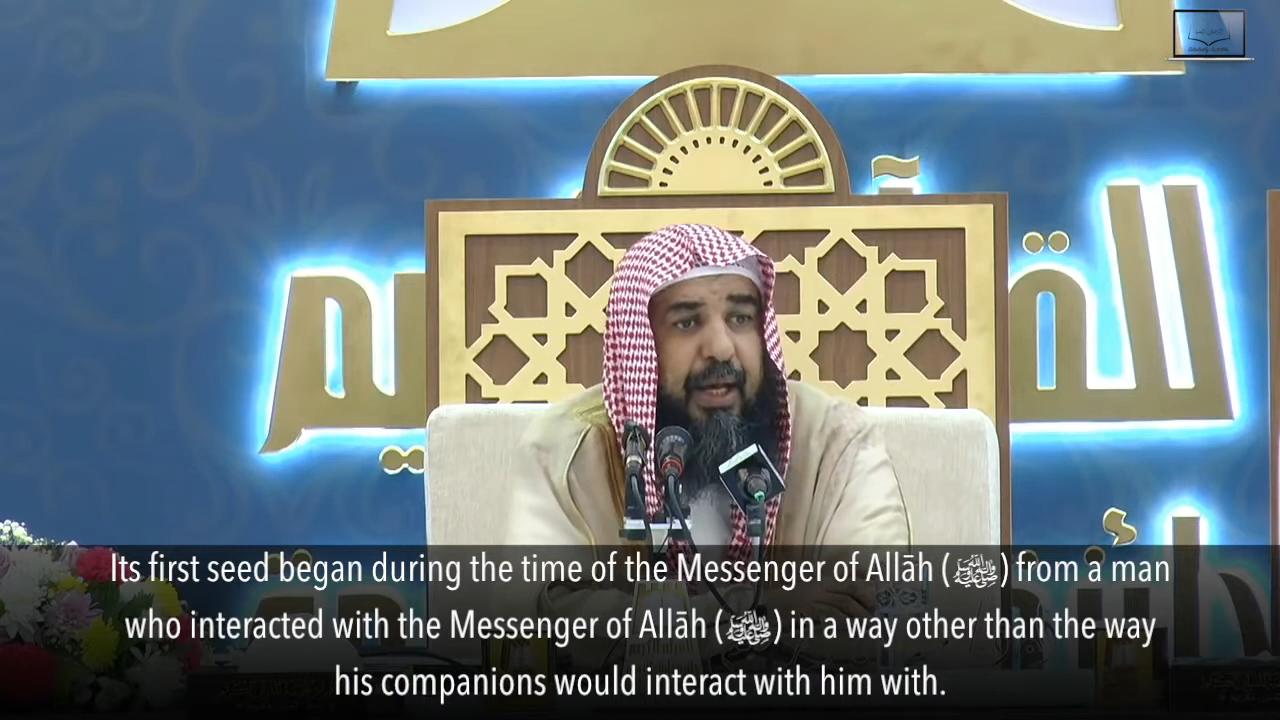 الق
يم
Its first seed began during the time of the Messenger of Allāh (ﷺ) from a man
who interacted with the Messenger of Allāh (ﷺ) in a way other than the way
his companions would interact with him with.